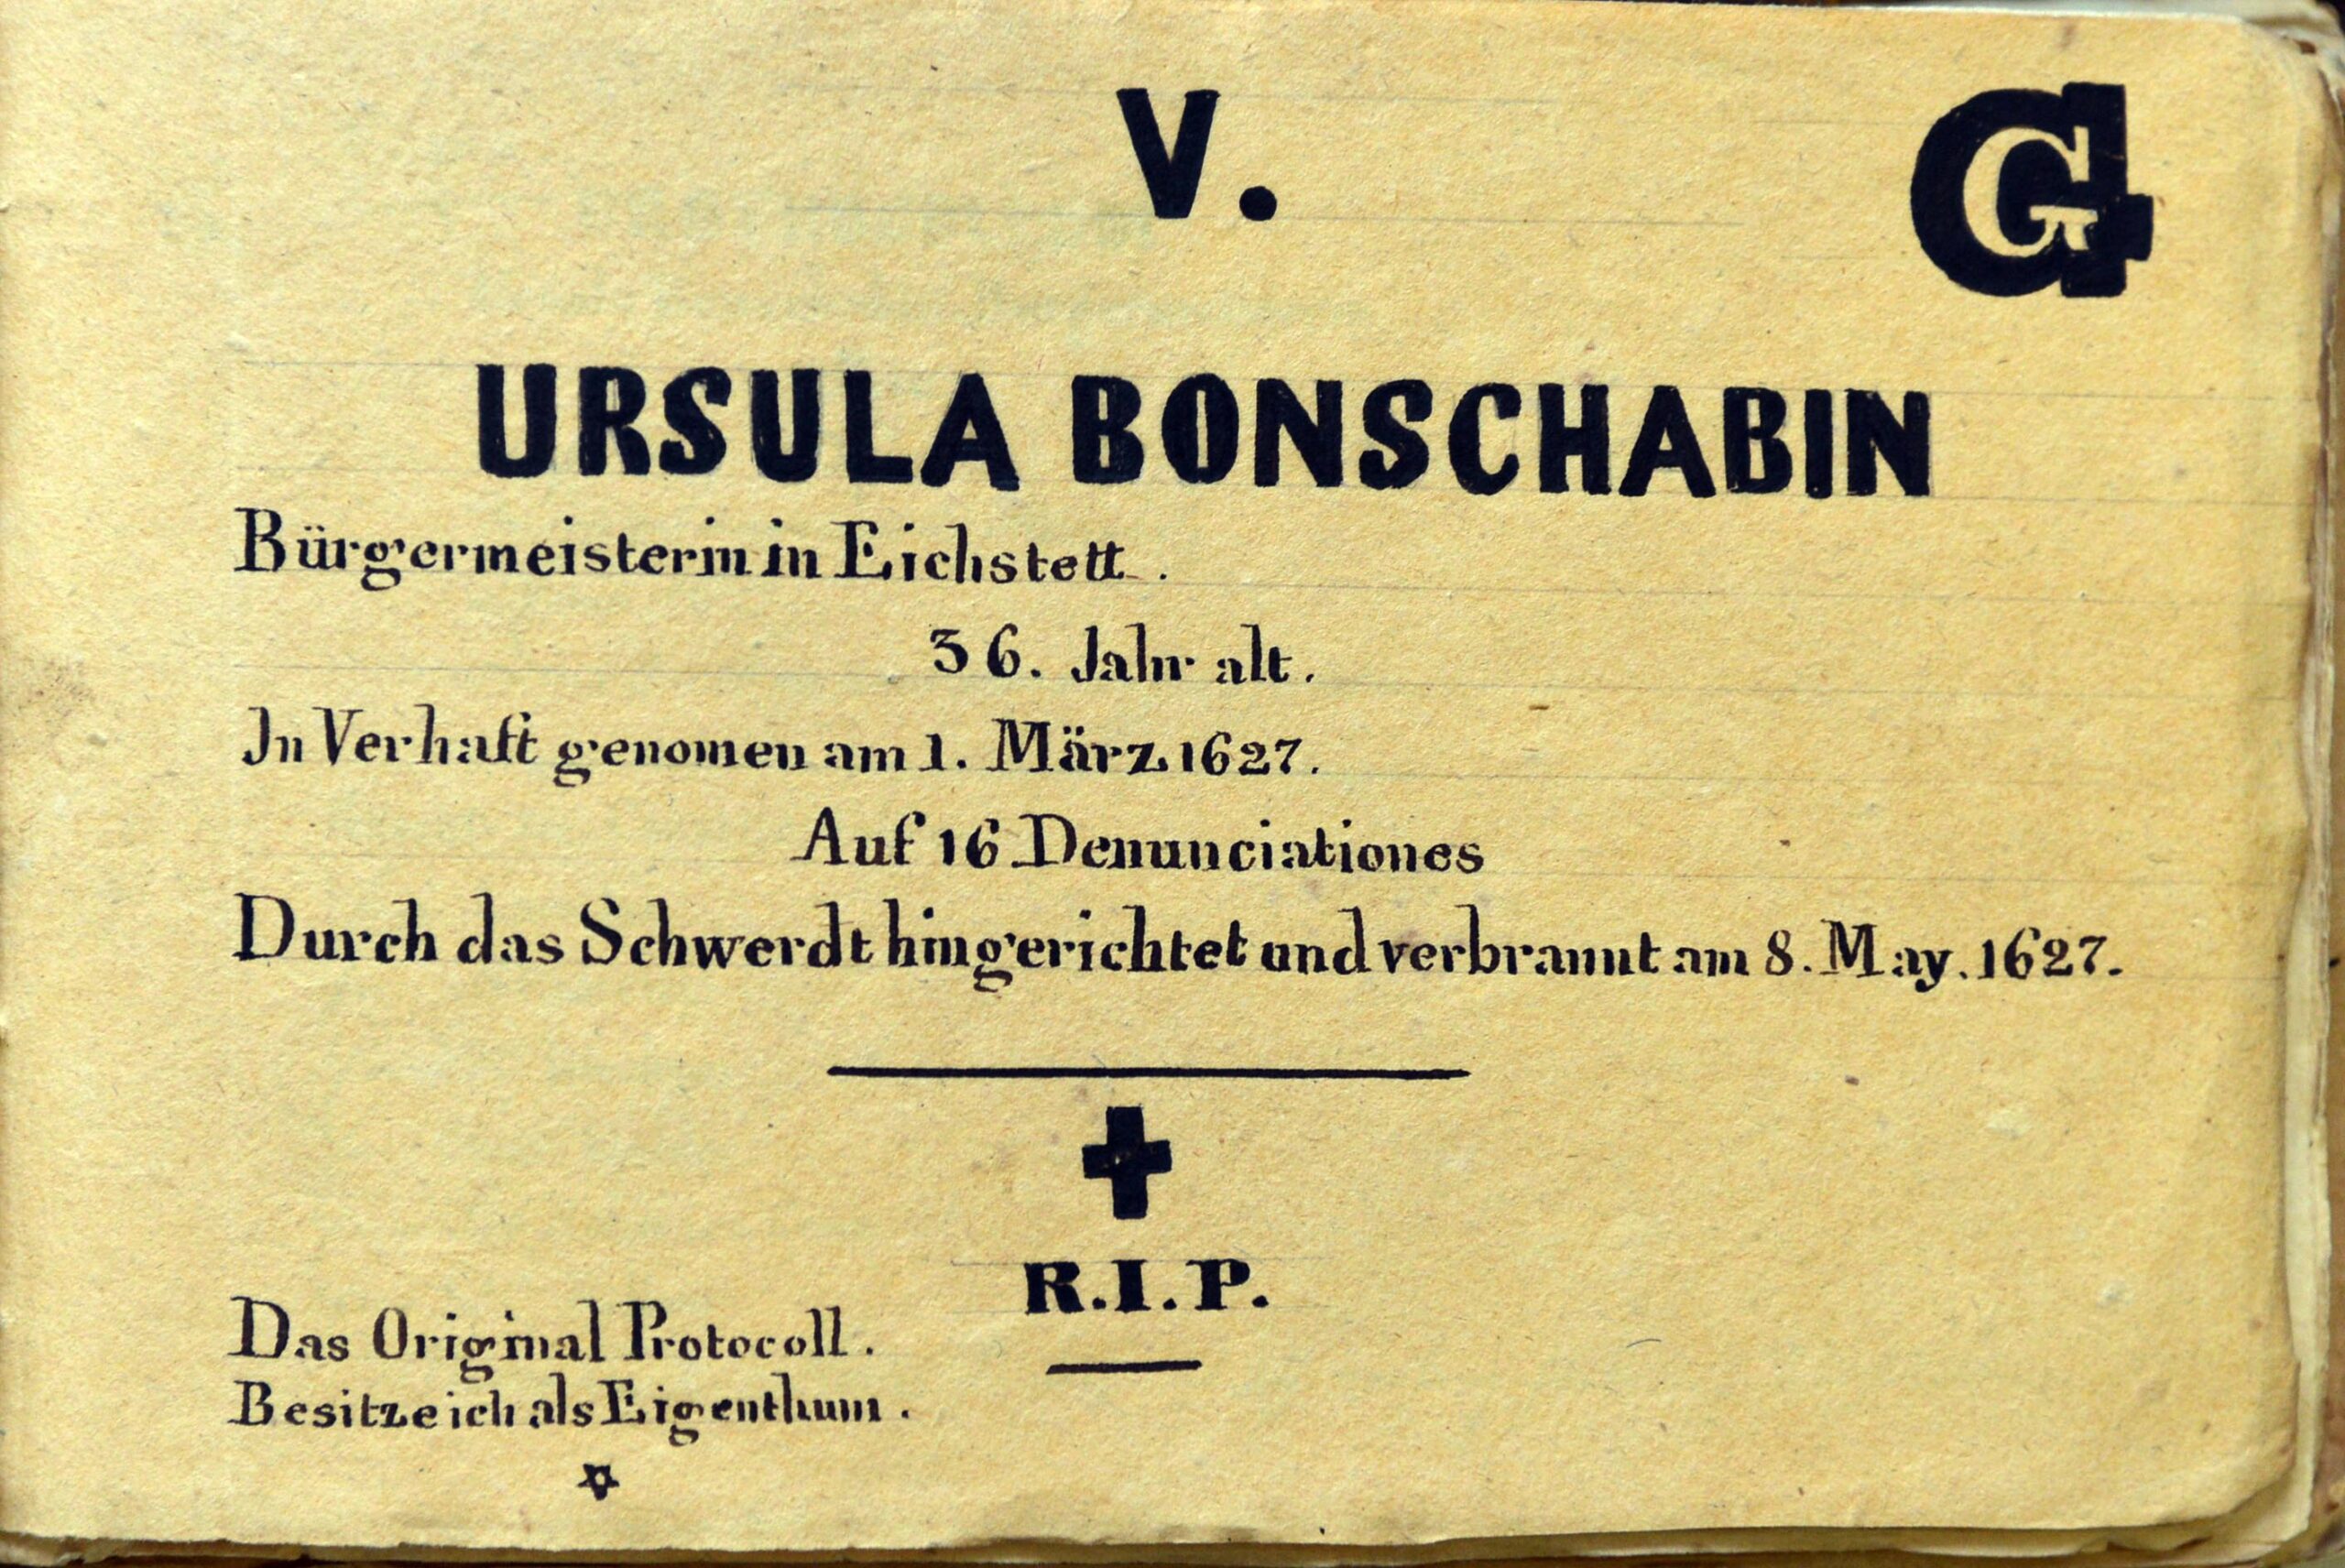 V.
G
G
URSULA BONSCHABIN
Bürgermeisterin in Eichstett.
36. Jahr alt.
In Verhaft genomen am 1. März 1627.
Auf 16 Denunciationes
Durch das Schwerdt hingerichtet und verbrannt am 8. May. 1627.
R.I.P.
Das Original Protocoll.
Besitze ich als Eigenthum.